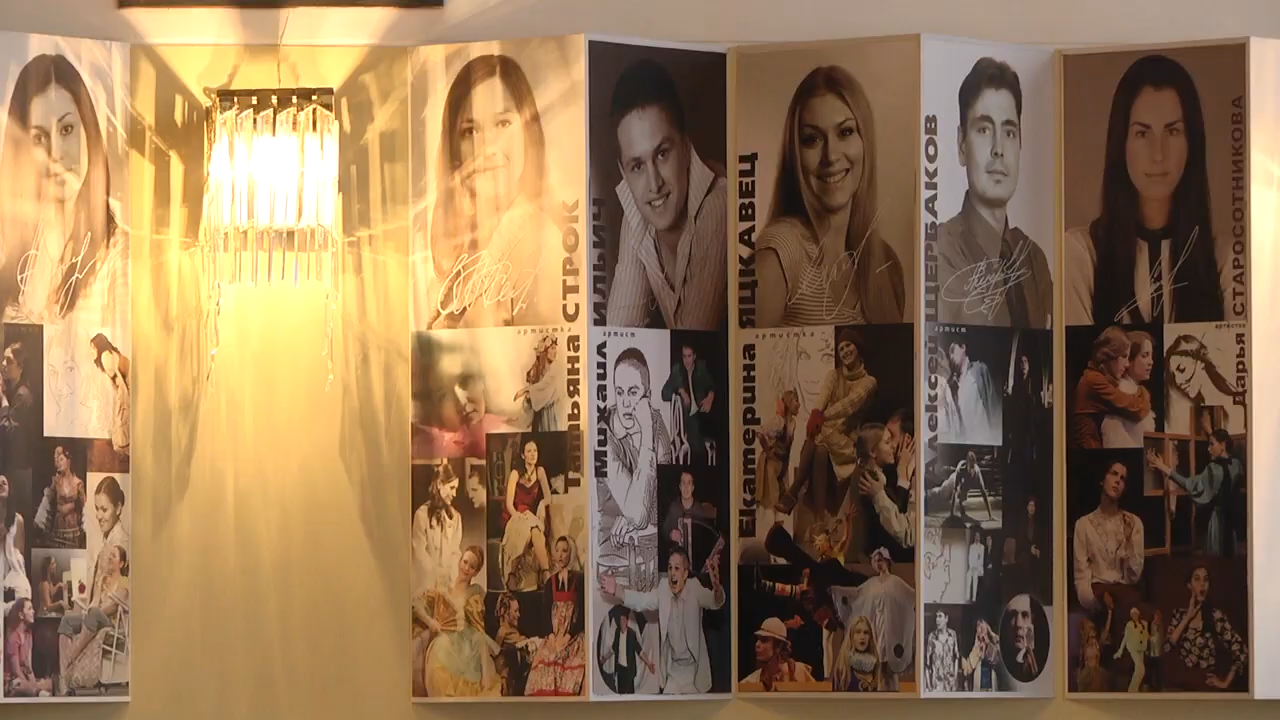 артистка
Татьяна СТРОК
артист
Михаил ИЛЬИЧ
артистка
Екатерина ЯЦКАВЕЦ
артист
Алексей ЩЕРБАКОВ
артистка
Дарья СТАРОСОТНИКОВА